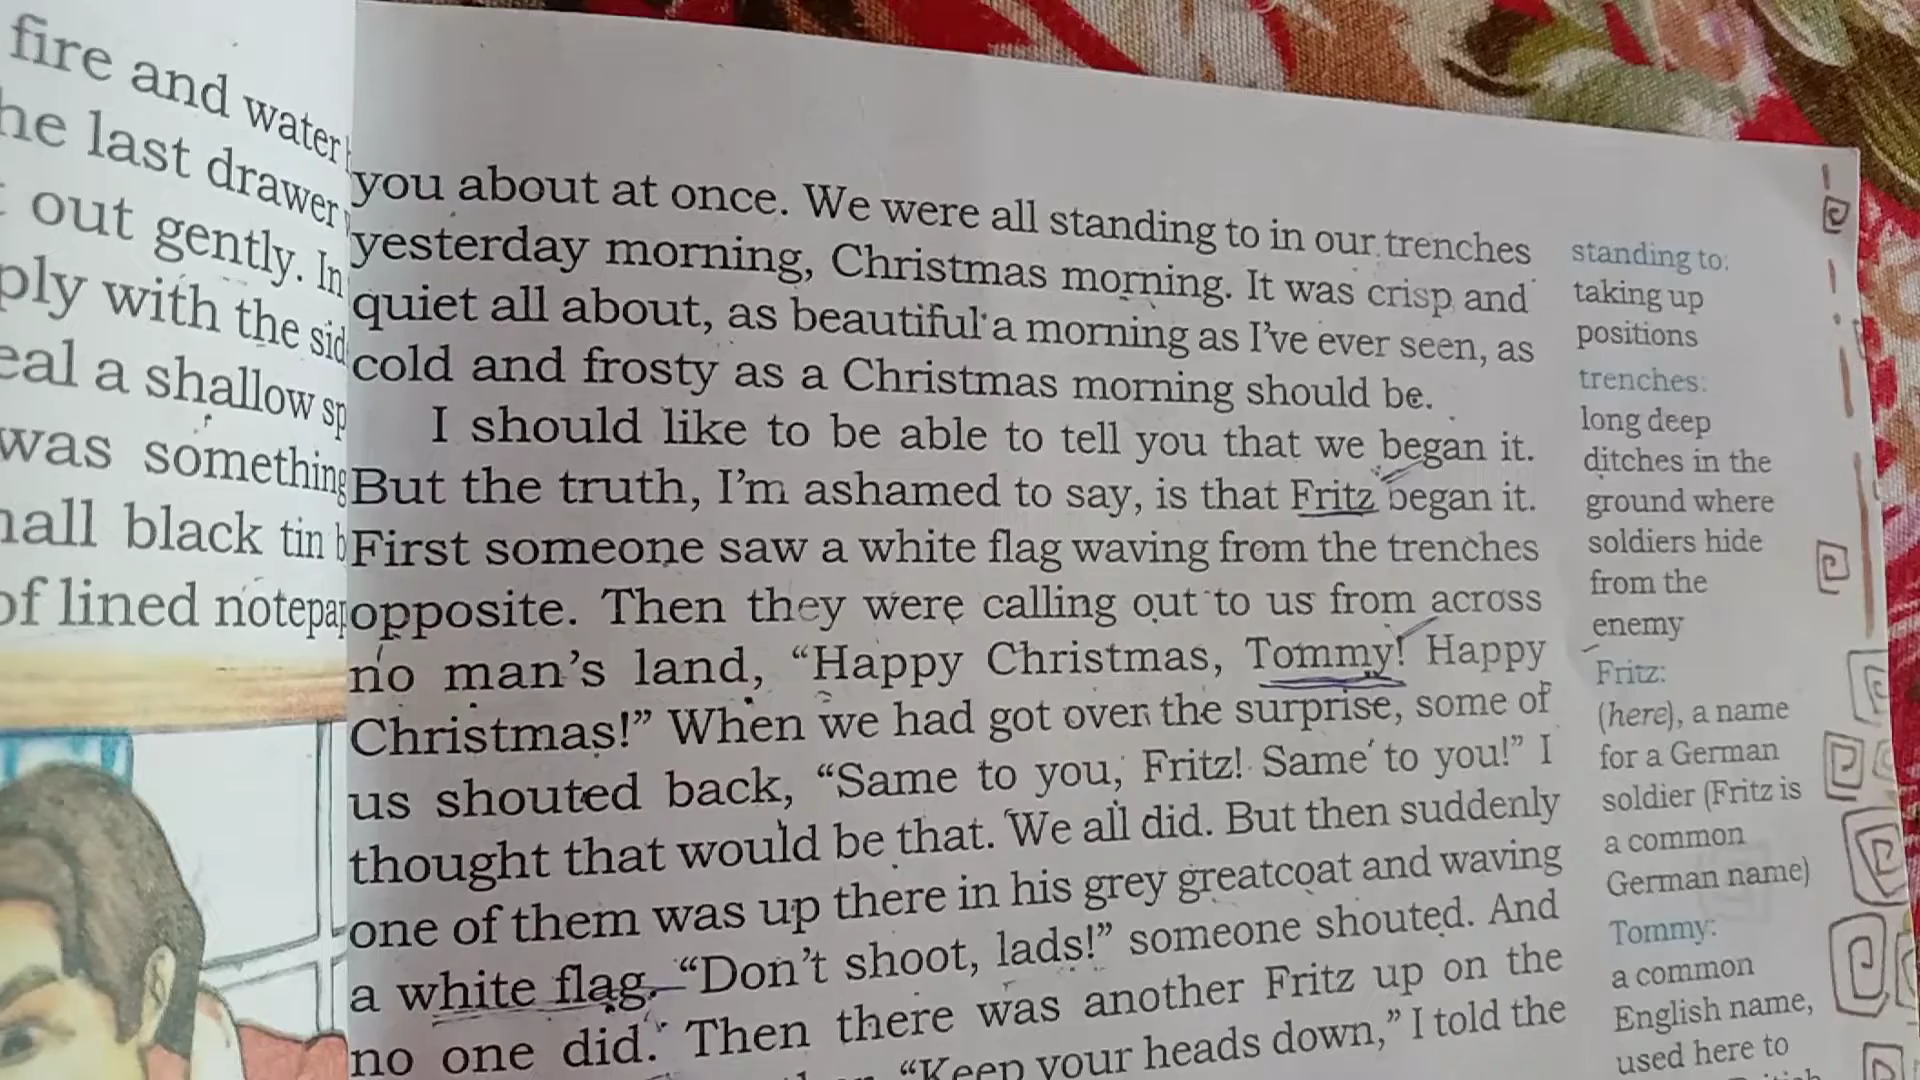 fire and water
he last drawer
out gently. In
ply with the
eal a shallow
was something
all black tin
of lined
you about at once. We were all standing to in our trenches
yesterday morning, Christmas morning. It was crisp and
quiet all about, as beautiful a morning as I've ever seen, as
cold and frosty as a Christmas morning should be.
I should like to be able to tell you that we began it.
But the truth, I'm ashamed to say, is that Fritz began it.
First someone saw a white flag waving from the trenches
opposite. Then they were calling out to us from across
no man's land, “Happy Christmas, Tommy! Happy
Christmas!” When we had got over the surprise, some of
us shouted back, “Same to you, Fritz! Same to you!” I
thought that would be that. We all did. But then suddenly
one of them was up there in his grey greatcoat and waving
a white flag. “Don't shoot, lads!” someone shouted. And
no one did. Then there was another Fritz up on the
“Keep your heads down,” I told the
standing to:
taking up
positions
trenches:
long deep
ditches in the
ground where
soldiers hide
from the
enemy
Fritz:
(here), a name
for a German
soldier (Fritz is
a common
German name)
Tommy:
a common
English name,
used here to